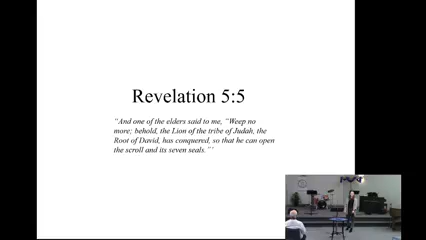 Revelation 5:5
“And one of the elders said to me, “Weep no
more; behold, the Lion of the tribe of Judah, the
Root of David, has conquered, so that he can open
the scroll and its seven seals.”’